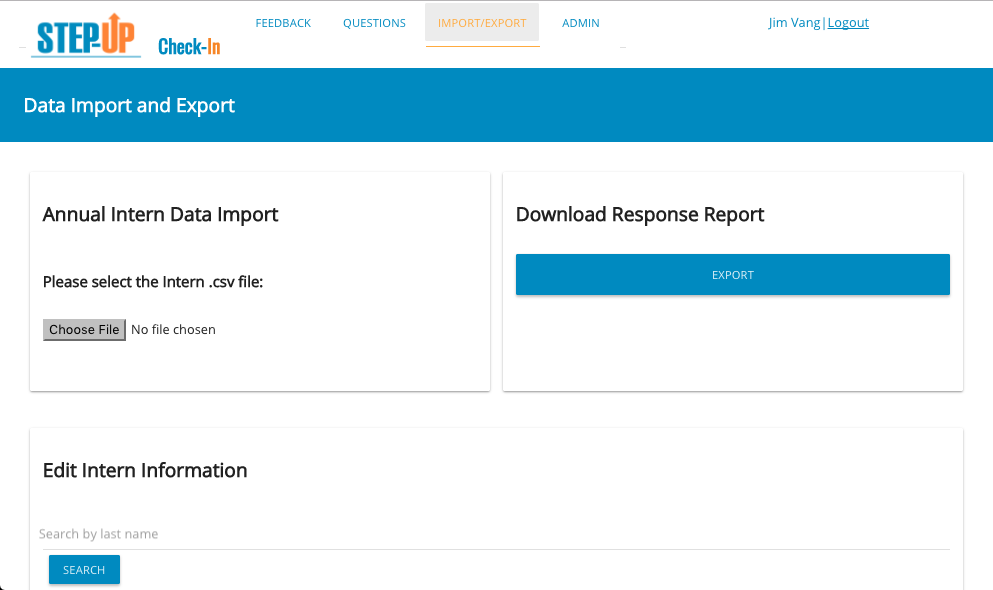 STEP-UP Check-In
FEEDBACK QUESTIONS IMPORT/EXPORT ADMIN
Jim Vang|Logout
Data Import and Export
Annual Intern Data Import
Please select the Intern .csv file:
Choose File No file chosen
Download Response Report
EXPORT
Edit Intern Information
Search by last name
SEARCH